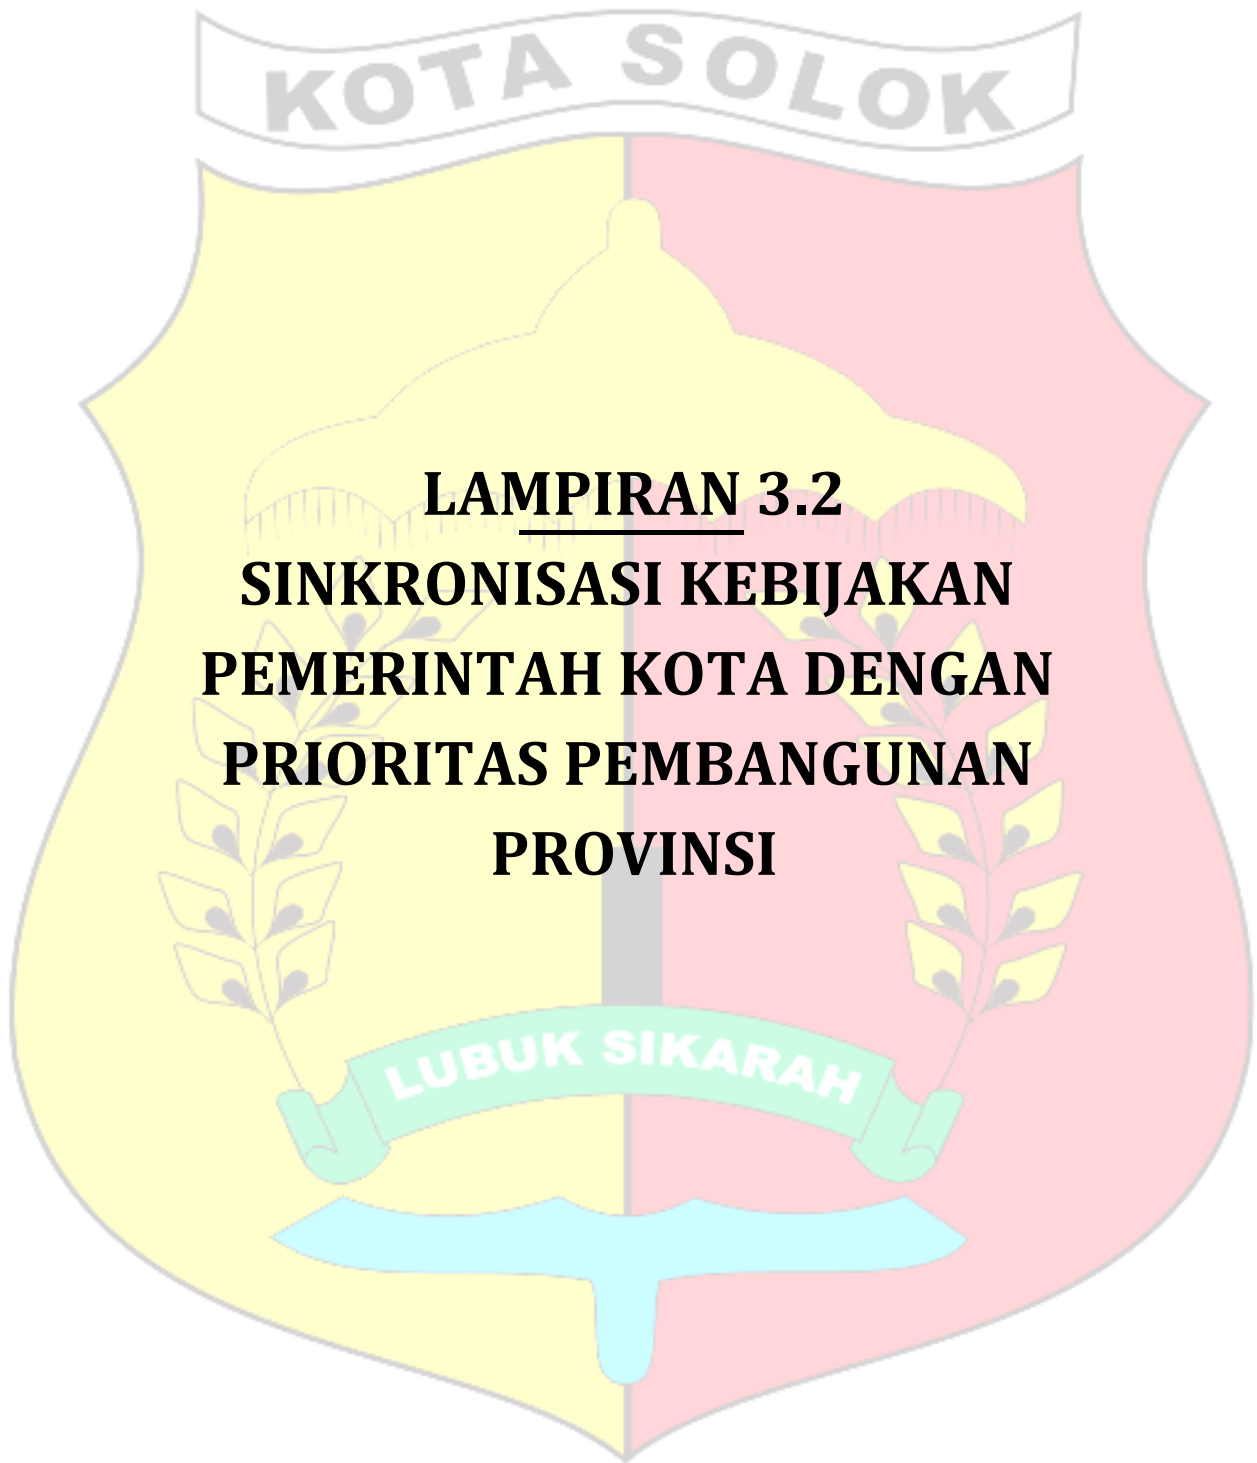 KOTA SOLOK
LAMPIRAN 3.2
SINKRONISASI KEBIJAKAN
PEMERINTAH KOTA DENGAN
PRIORITAS PEMBANGUNAN
PROVINSI
LUBUK SIKARAH